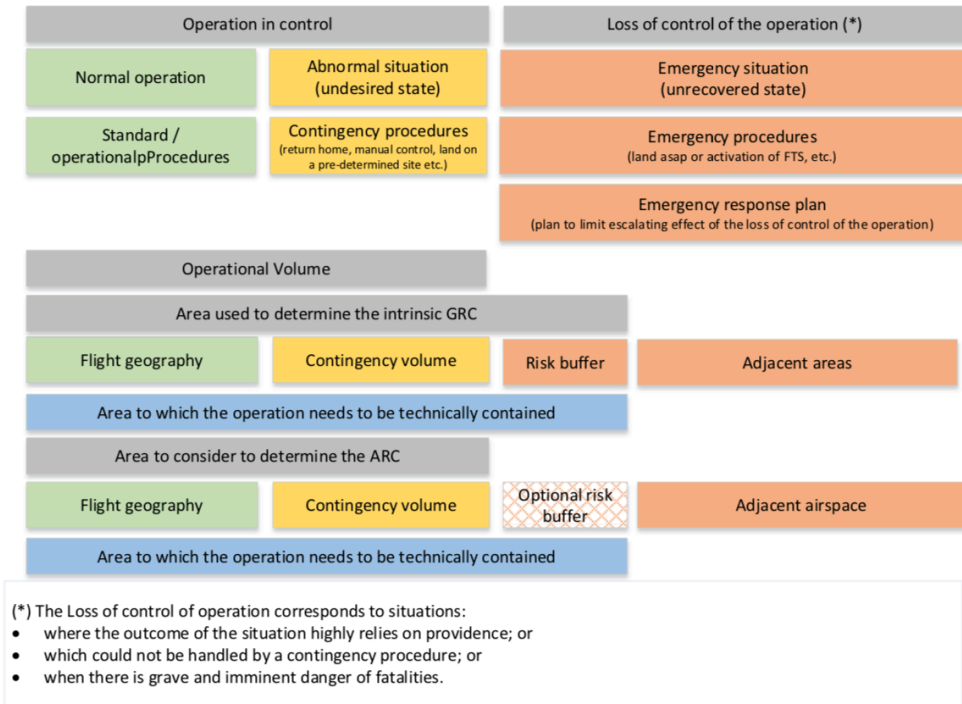 Operation in control
Loss of control of the operation (*)
Normal operation
Abnormal situation
(undesired state)
Emergency situation
(unrecovered state)
Standard /
operationalpProcedures
Contingency procedures
(return home, manual control, land on
a pre-determined site etc.)
Emergency procedures
(land asap or activation of FTS, etc.)
Emergency response plan
(plan to limit escalating effect of the loss of control of the operation)
Operational Volume
Area used to determine the intrinsic GRC
Flight geography
Contingency volume
Risk buffer
Adjacent areas
Area to which the operation needs to be technically contained
Area to consider to determine the ARC
Flight geography
Contingency volume
Optional risk
buffer
Adjacent airspace
Area to which the operation needs to be technically contained
(*) The Loss of control of operation corresponds to situations:
• where the outcome of the situation highly relies on providence; or
• which could not be handled by a contingency procedure; or
• when there is grave and imminent danger of fatalities.